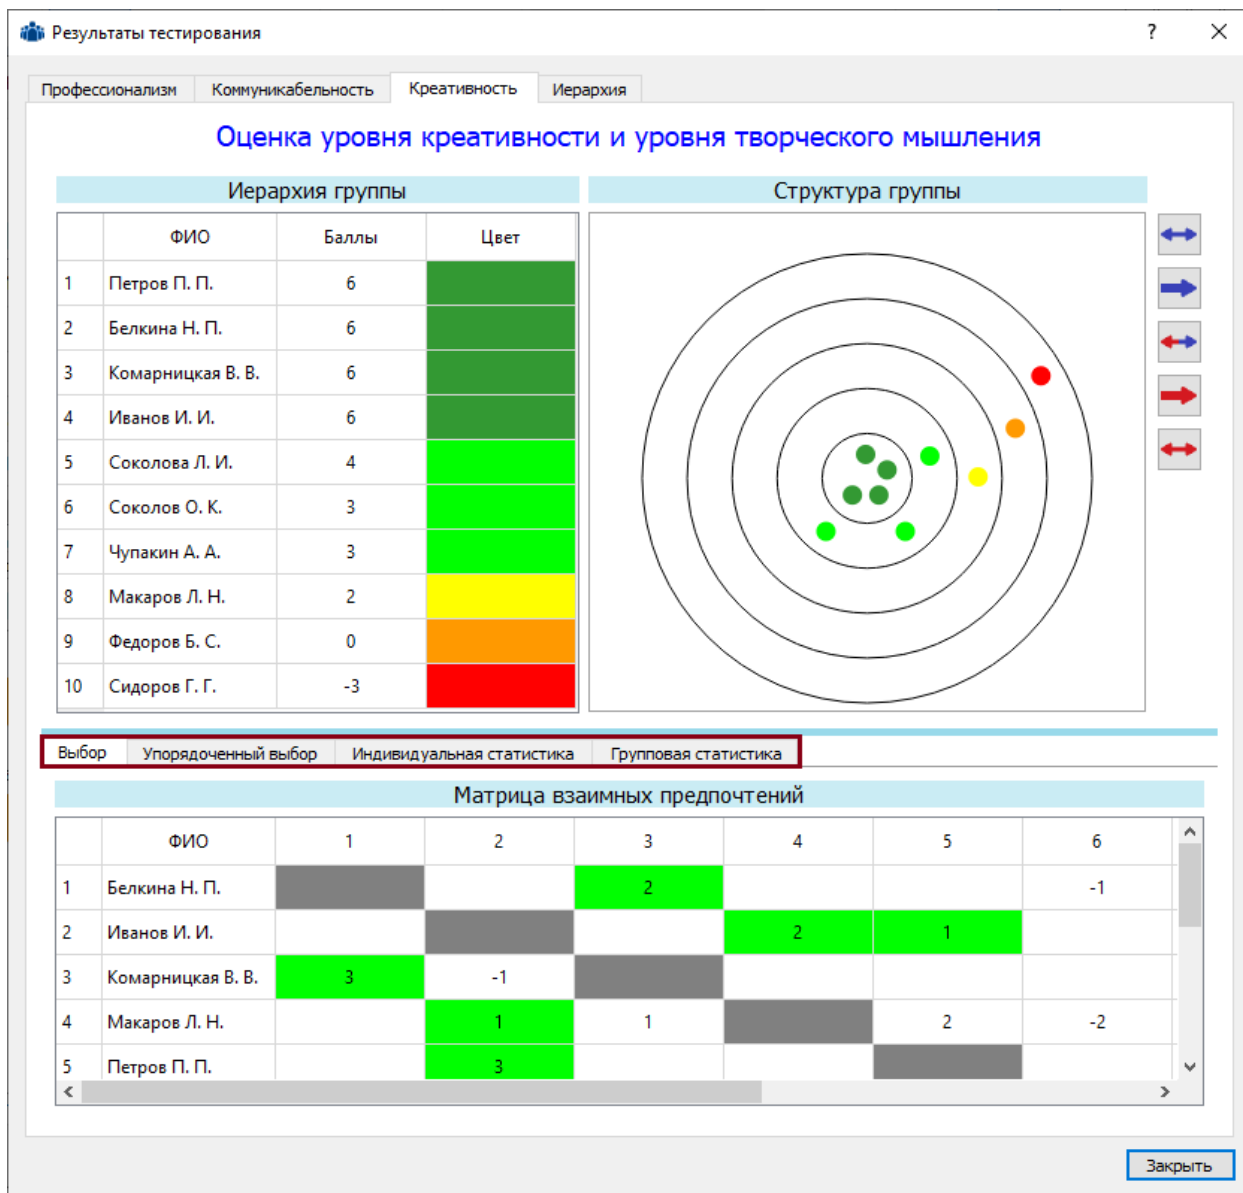 Результаты тестирования ?
Профессионализм Коммуникабельность Креативность Иерархия
Оценка уровня креативности и уровня творческого мышления
Иерархия группы Структура группы
ФИО Баллы Цвет
1 Петров П. П. 6
2 Белкина Н. П. 6
3 Комарницкая В. В. 6
4 Иванов И. И. 6
5 Соколова Л. И. 4
6 Соколов О. К. 3
7 Чупакин А. А. 3
8 Макаров Л. Н. 2
9 Федоров Б. С. 0
10 Сидоров Г. Г. -3
Выбор Упорядоченный выбор Индивидуальная статистика Групповая статистика
Матрица взаимных предпочтений
ФИО 1 2 3 4 5 6
1 Белкина Н. П. 2 -1
2 Иванов И. И. 2 1
3 Комарницкая В. В. 3 -1
4 Макаров Л. Н. 1 1 2 -2
5 Петров П. П. 3
Закрыть